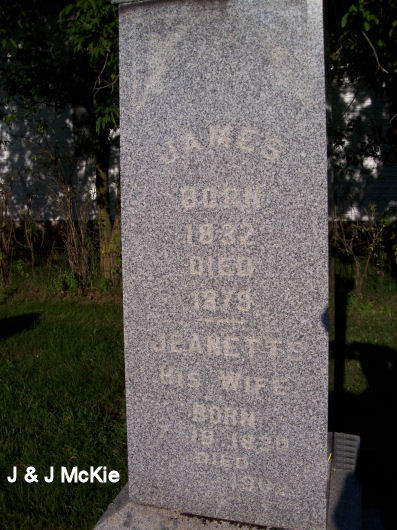 JAMES
BORN
1832
DIED
1879
JEANETTE
HIS WIFE
BORN
DIED
J & J McKie